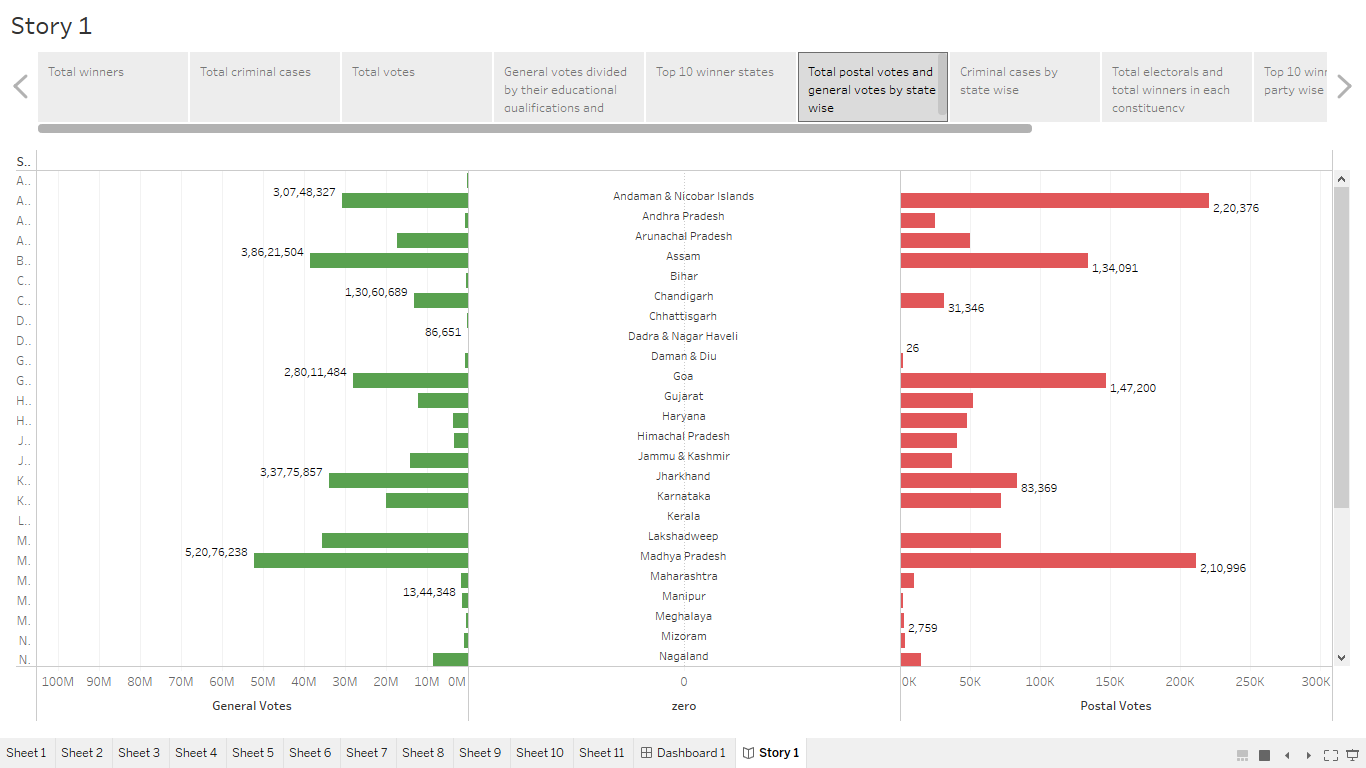 Story 1
Total winners
Total criminal cases
Total votes
General votes divided
by their educational
qualifications and
Top 10 winner states
Total postal votes and
general votes by state
wise
Criminal cases by
state wise
Total electorals and
total winners in each
constituency
Top 10 winr
party wise
S..
A..
A..
3,07,48,327
Andaman & Nicobar Islands
2,20,376
A..
Andhra Pradesh
A..
Arunachal Pradesh
B..
3,86,21,504
Assam
1,34,091
C..
Bihar
C..
1,30,60,689
Chandigarh
31,346
D..
Chhattisgarh
D..
86,651
Dadra & Nagar Haveli
26
G..
Daman & Diu
G..
2,80,11,484
Goa
1,47,200
H..
Gujarat
H..
Haryana
J..
Himachal Pradesh
J..
Jammu & Kashmir
K..
3,37,75,857
Jharkhand
83,369
K..
Karnataka
L..
Kerala
M.
Lakshadweep
M.
5,20,76,238
Madhya Pradesh
2,10,996
M.
Maharashtra
M.
13,44,348
Manipur
M.
Meghalaya
2,759
N.
Mizoram
N.
Nagaland
100M 90M 80M 70M 60M 50M 40M 30M 20M 10M 0M
0
0K 50K 100K 150K 200K 250K 300K
General Votes
zero
Postal Votes
Sheet 1 Sheet 2 Sheet 3 Sheet 4 Sheet 5 Sheet 6 Sheet 7 Sheet 8 Sheet 9 Sheet 10 Sheet 11 Dashboard 1 Story 1